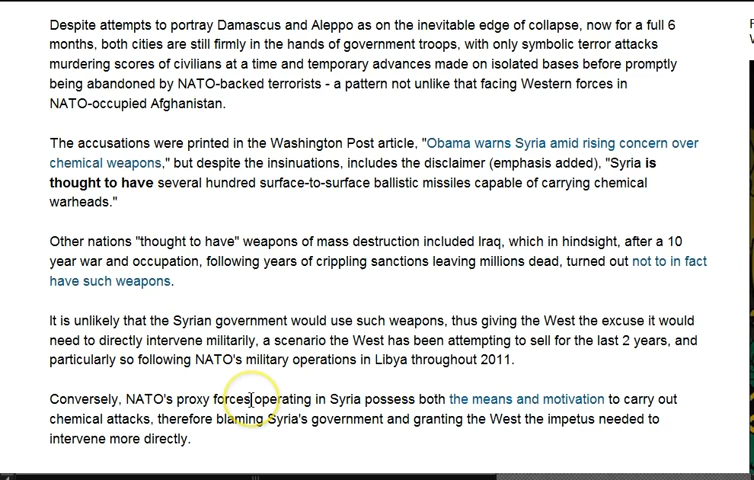 Despite attempts to portray Damascus and Aleppo as on the inevitable edge of collapse, now for a full 6
months, both cities are still firmly in the hands of government troops, with only symbolic terror attacks
murdering scores of civilians at a time and temporary advances made on isolated bases before promptly
being abandoned by NATO-backed terrorists - a pattern not unlike that facing Western forces in
NATO-occupied Afghanistan.
The accusations were printed in the Washington Post article, "Obama warns Syria amid rising concern over
chemical weapons," but despite the insinuations, includes the disclaimer (emphasis added), "Syria is
thought to have several hundred surface-to-surface ballistic missiles capable of carrying chemical
warheads."
Other nations "thought to have" weapons of mass destruction included Iraq, which in hindsight, after a 10
year war and occupation, following years of crippling sanctions leaving millions dead, turned out not to in fact
have such weapons.
It is unlikely that the Syrian government would use such weapons, thus giving the West the excuse it would
need to directly intervene militarily, a scenario the West has been attempting to sell for the last 2 years, and
particularly so following NATO's military operations in Libya throughout 2011.
Conversely, NATO's proxy forces operating in Syria possess both the means and motivation to carry out
chemical attacks, therefore blaming Syria's government and granting the West the impetus needed to
intervene more directly.